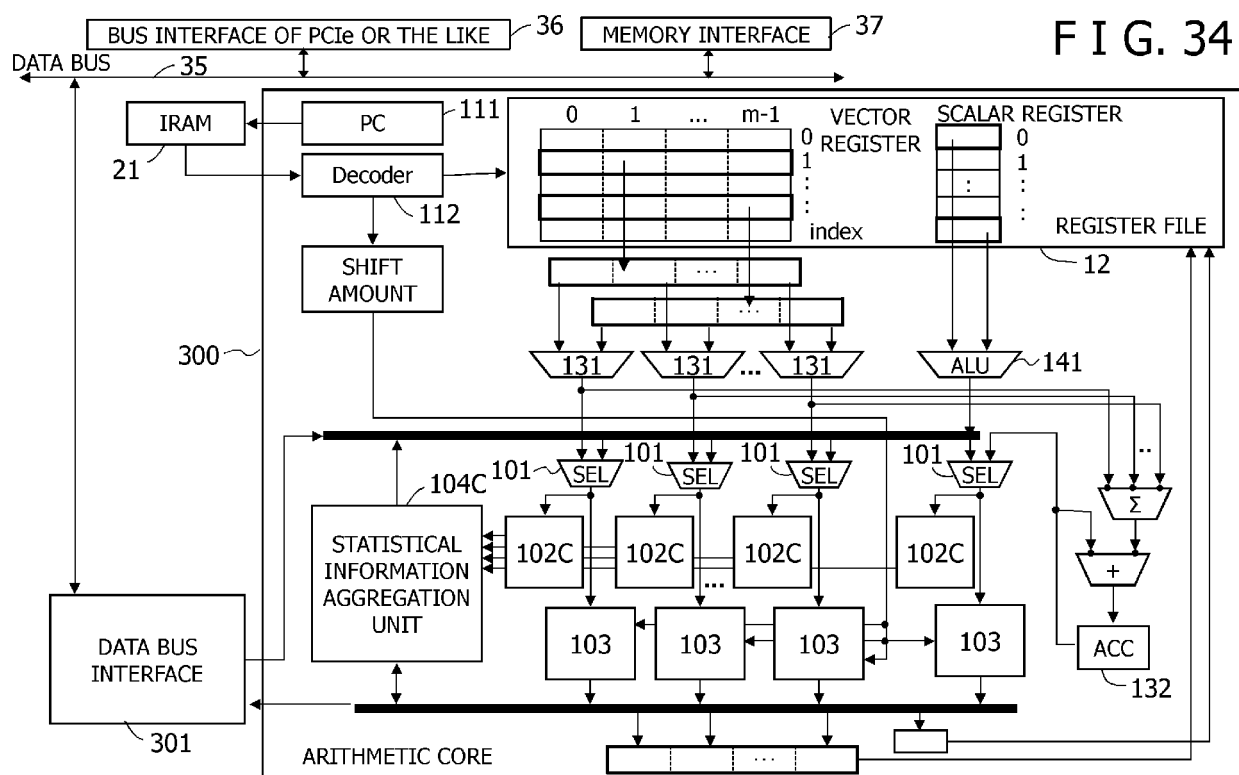 BUS INTERFACE OF PCIe OR THE LIKE
36
MEMORY INTERFACE
37
F I G. 34
DATA BUS
35
IRAM
21
PC
111
Decoder
112
SHIFT
AMOUNT
0 1 ... m-1
VECTOR
REGISTER
0
1
:
:
index
SCALAR REGISTER
0
1
:
:
:
REGISTER FILE
12
...
...
300
131
131
...
131
ALU
141
101
SEL
101
SEL
101
SEL
101
SEL
..
Σ
+
ACC
132
104C
STATISTICAL
INFORMATION
AGGREGATION
UNIT
102C
102C
102C
102C
...
103
103
103
103
DATA BUS
INTERFACE
301
ARITHMETIC CORE
...